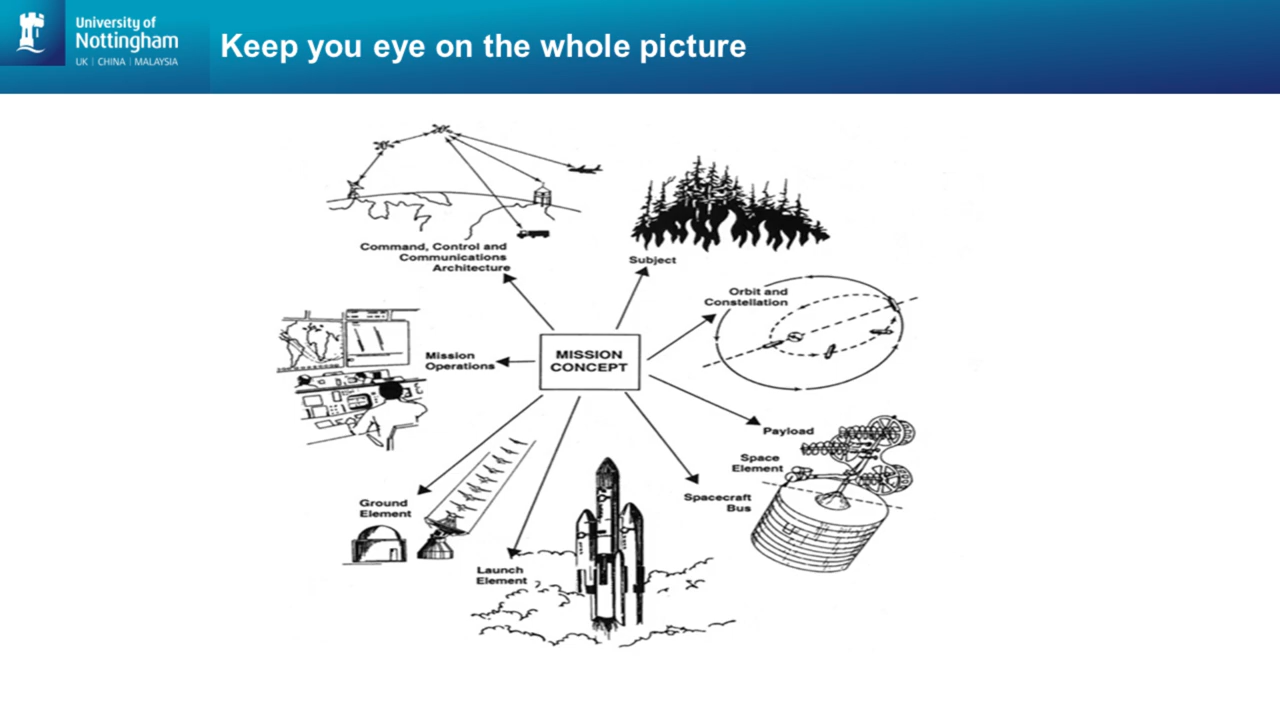 University of
Nottingham
UK | CHINA | MALAYSIA
Keep you eye on the whole picture
Command, Control and
Communications
Architecture
Subject
Orbit and
Constellation
Mission
Operations
MISSION
CONCEPT
Payload
Space
Element
Spacecraft
Bus
Ground
Element
Launch
Element